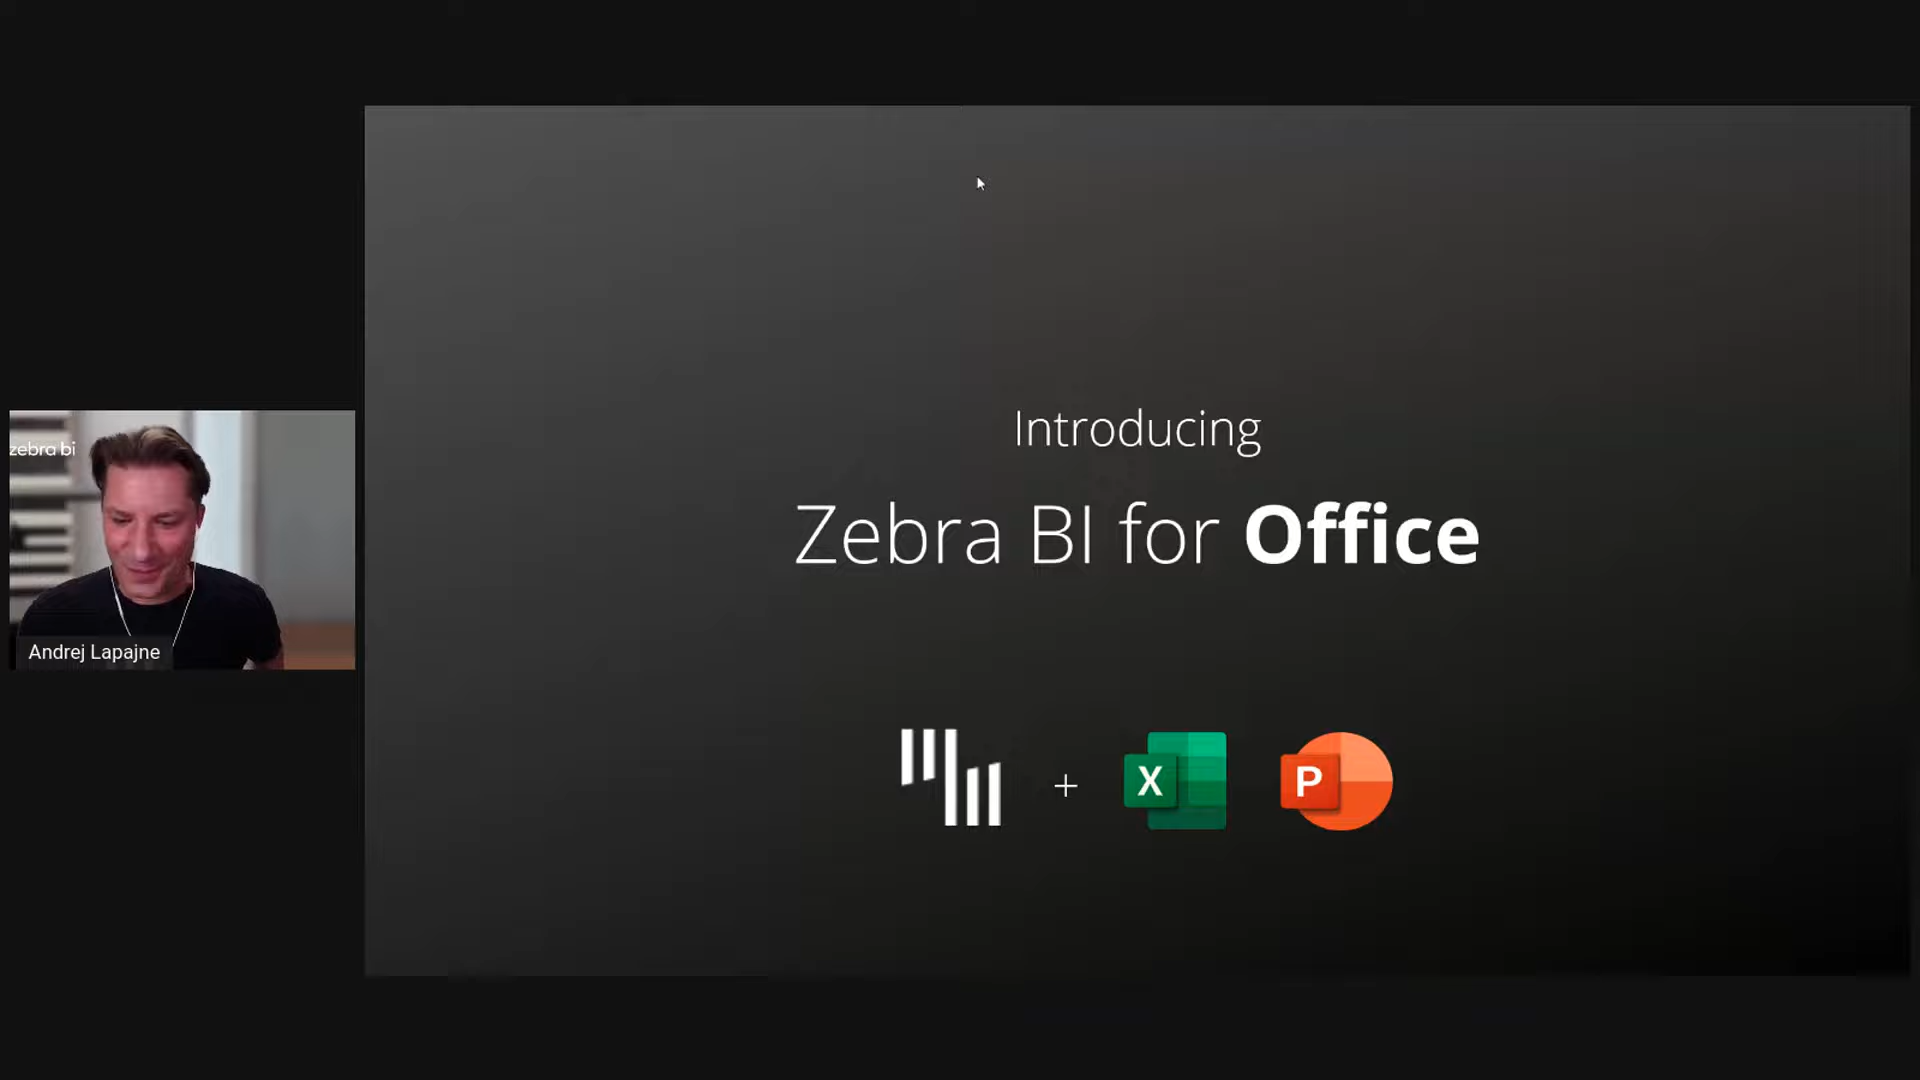 zebra bi
Andrej Lapajne
Introducing
Zebra BI for Office
+
X
P